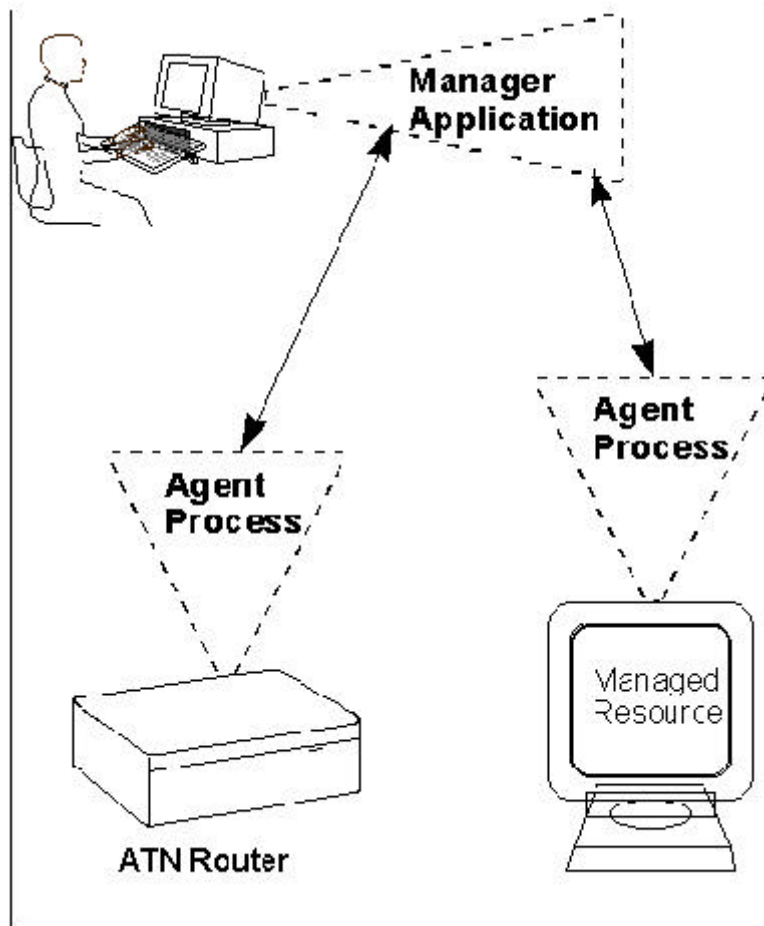 Manager
Application
Agent
Process
Agent
Process
Managed
Resource
ATN Router